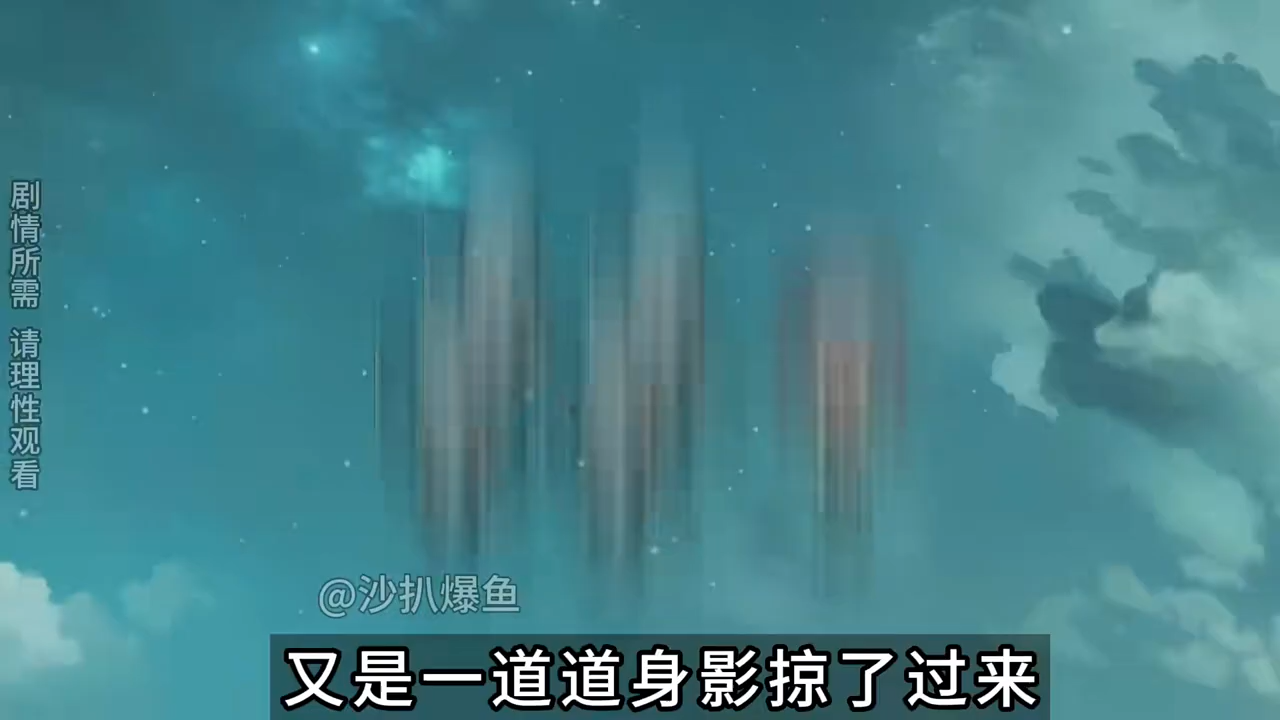 剧情所需 请理性观看
@沙扒爆鱼
又是一道道身影掠了过来